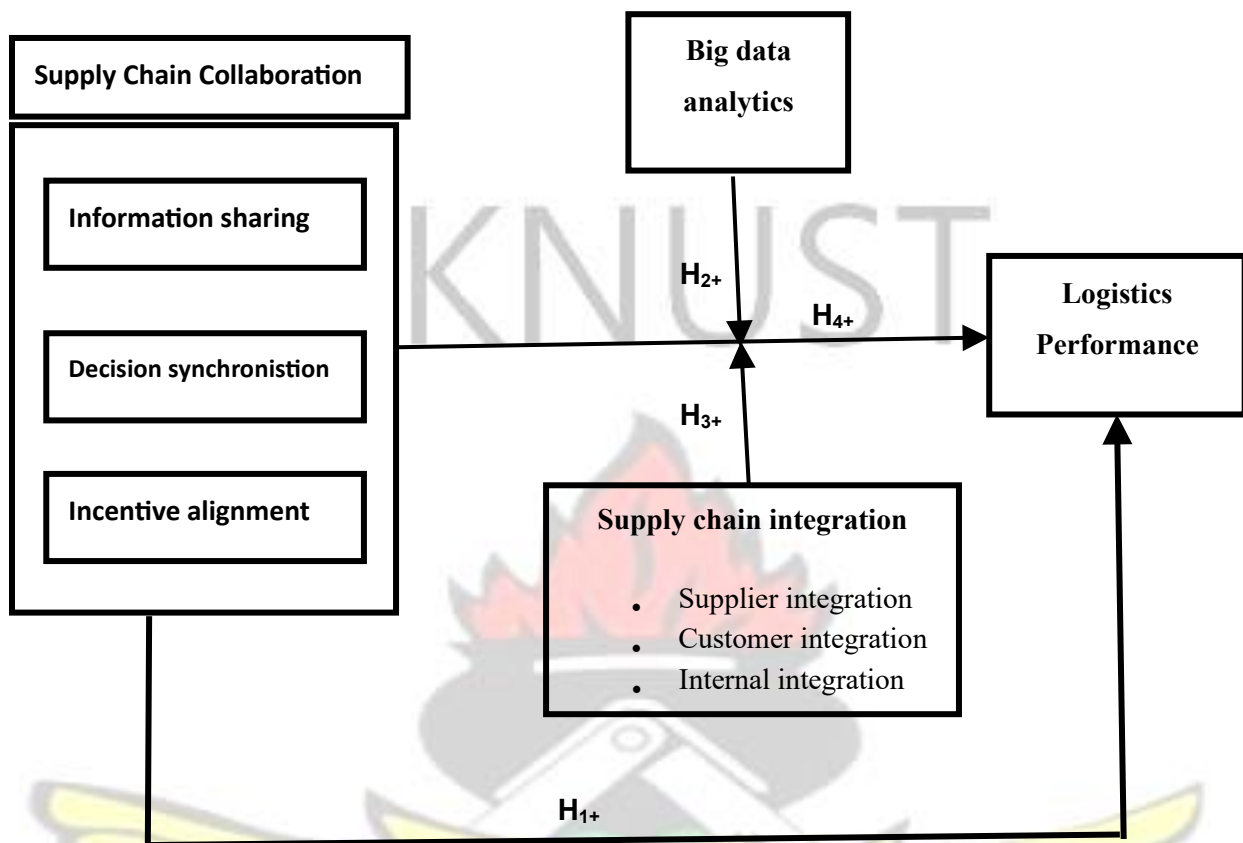 Supply Chain Collaboration
Information sharing
Decision synchronistion
Incentive alignment
Big data
analytics
KNUST
H2+
H4+
Logistics
Performance
H3+
Supply chain integration
• Supplier integration
• Customer integration
• Internal integration
H1+